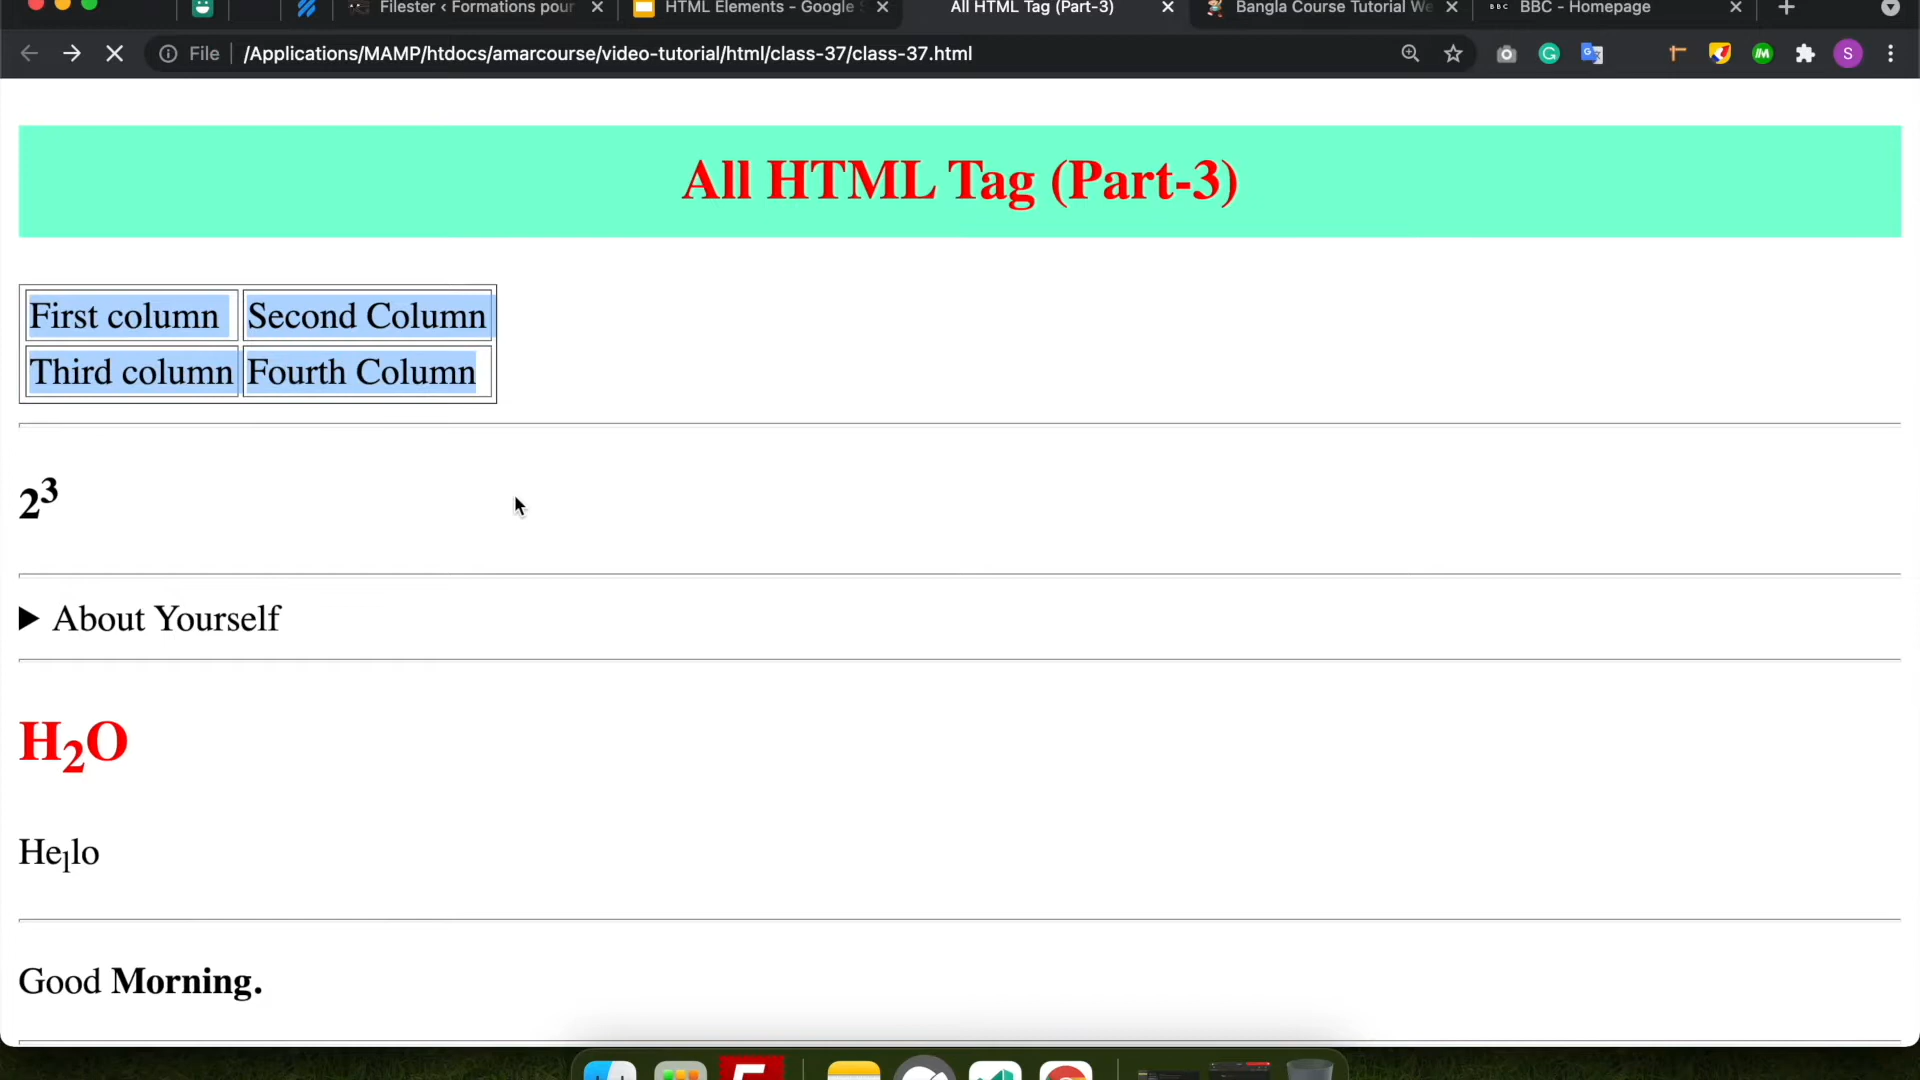 Filester ‹ Formations pour
HTML Elements - Google
All HTML Tag (Part-3)
Bangla Course Tutorial We
BBC - Homepage
File
/Applications/MAMP/htdocs/amarcourse/video-tutorial/html/class-37/class-37.html
S
All HTML Tag (Part-3)
First column Second Column
Third column Fourth Column
2³
About Yourself
H₂O
Hello
Good Morning.